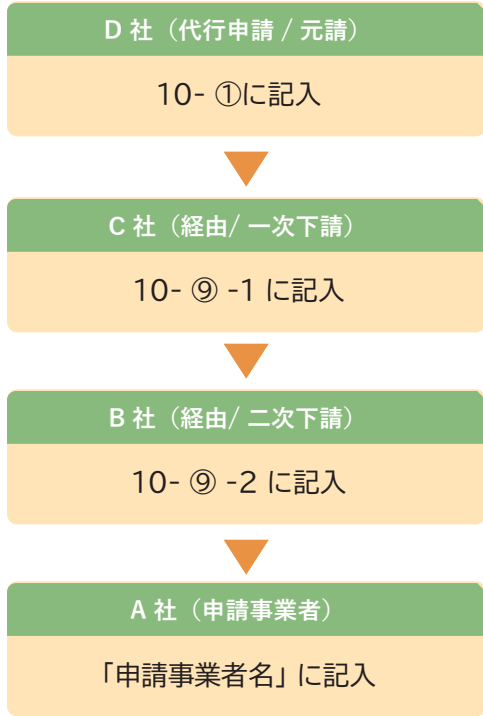 D 社（代行申請 / 元請）
10- ①に記入
C 社（経由/ 一次下請）
10- ⑨ -1 に記入
B 社（経由/ 二次下請）
10- ⑨ -2 に記入
A 社（申請事業者）
「申請事業者名」に記入